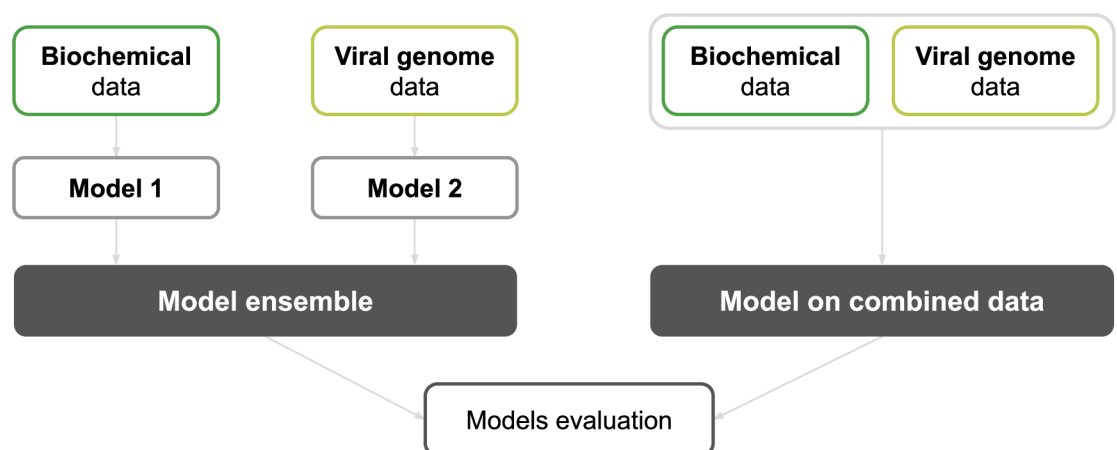 Biochemical
data
Viral genome
data
Biochemical
data
Viral genome
data
Model 1
Model 2
Model ensemble
Model on combined data
Models evaluation